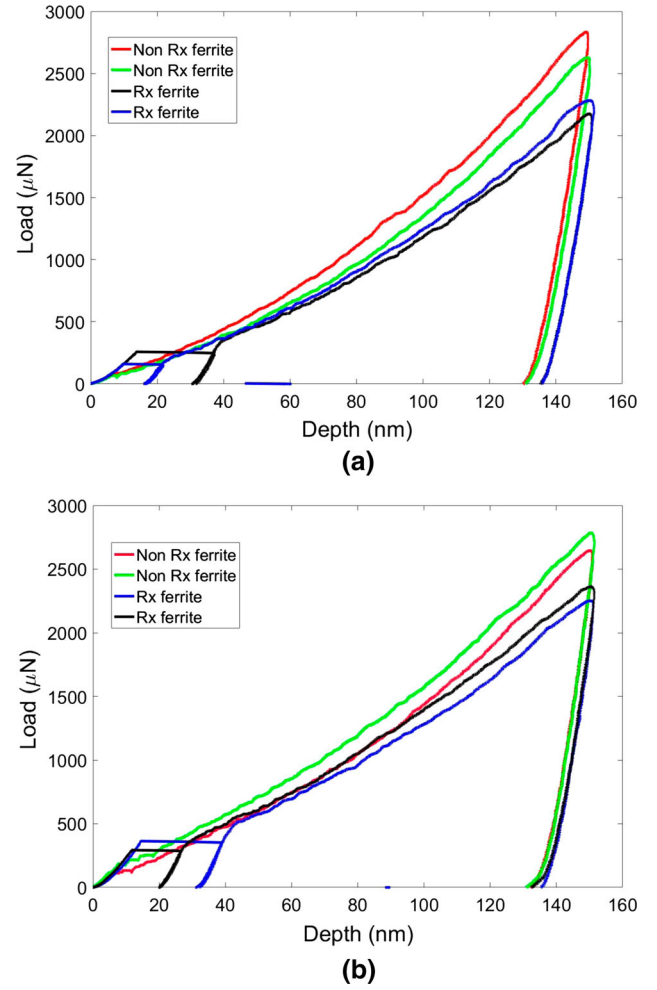 3000
2500
2000
1500
1000
500
0
Load (μN)
Non Rx ferrite
Non Rx ferrite
Rx ferrite
Rx ferrite
0 20 40 60 80 100 120 140 160
Depth (nm)
(a)
3000
2500
2000
1500
1000
500
0
Load (μN)
Non Rx ferrite
Non Rx ferrite
Rx ferrite
Rx ferrite
0 20 40 60 80 100 120 140 160
Depth (nm)
(b)